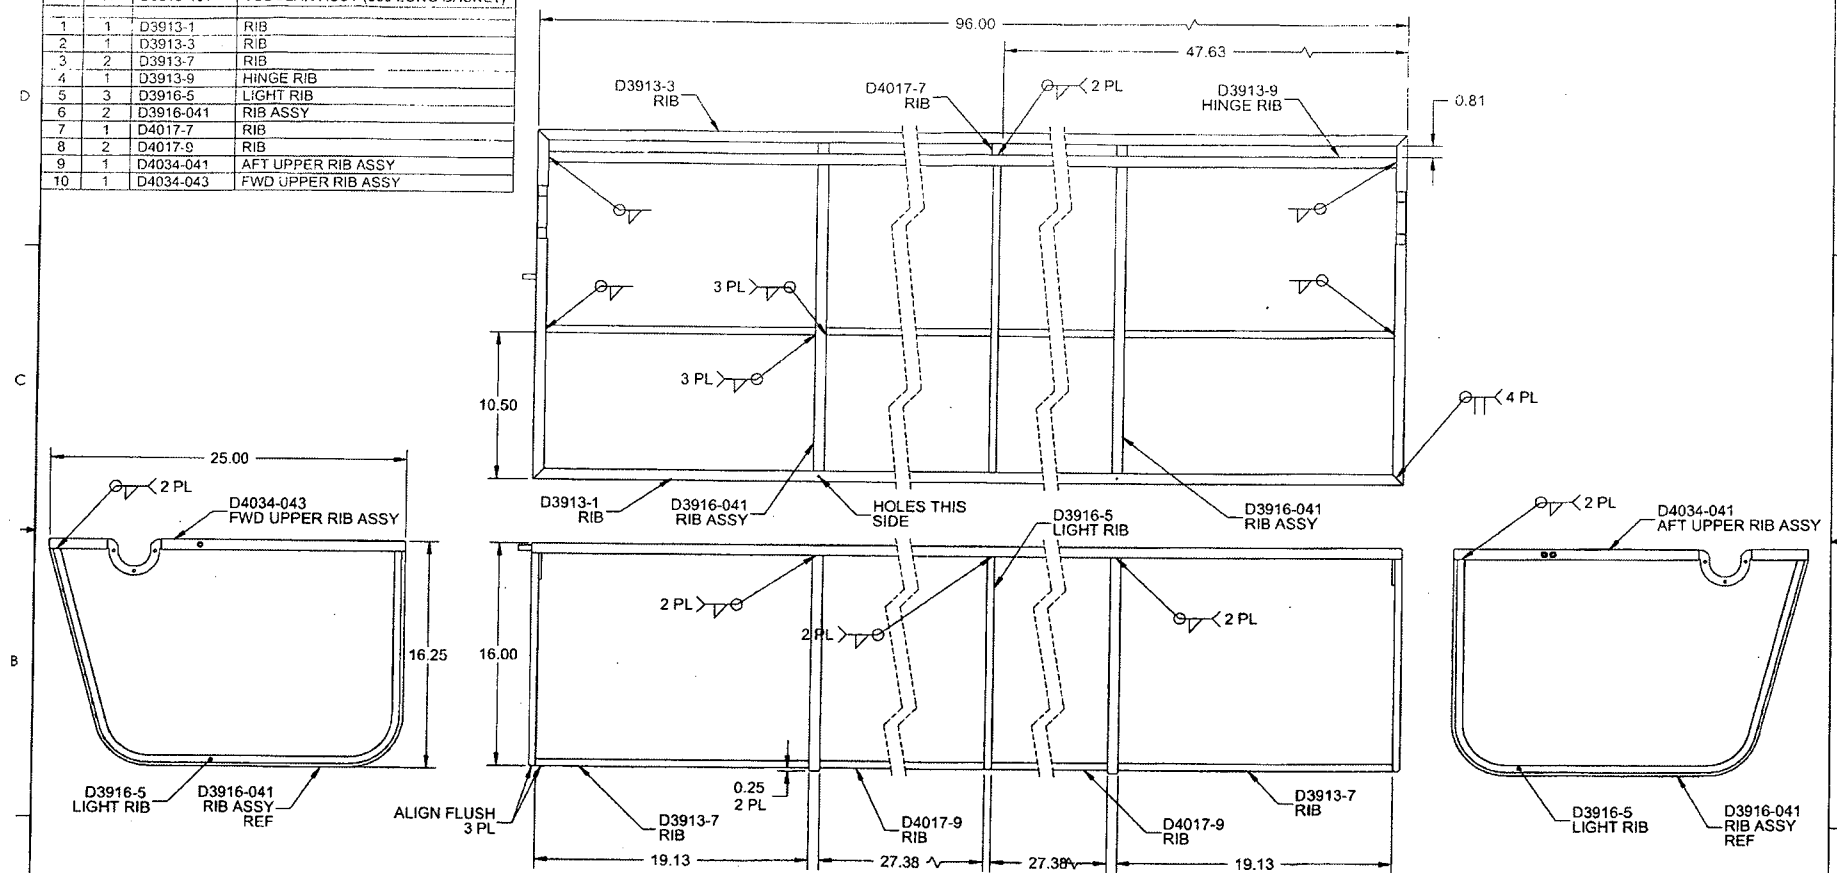 1 1 D3913-1 RIB
2 1 D3913-3 RIB
3 2 D3913-7 RIB
4 1 D3913-9 HINGE RIB
5 3 D3916-5 LIGHT RIB
6 2 D3916-041 RIB ASSY
7 1 D4017-7 RIB
8 2 D4017-9 RIB
9 1 D4034-041 AFT UPPER RIB ASSY
10 1 D4034-043 FWD UPPER RIB ASSY
D
C
B
96.00
47.63
D3913-3
RIB
D4017-7
RIB
2 PL
D3913-9
HINGE RIB
0.81
3 PL
3 PL
10.50
4 PL
D3913-1
RIB
D3916-041
RIB ASSY
HOLES THIS
SIDE
D3916-041
RIB ASSY
25.00
2 PL
D4034-043
FWD UPPER RIB ASSY
16.25
D3916-5
LIGHT RIB
D3916-041
RIB ASSY
REF
D3916-5
LIGHT RIB
16.00
2 PL
2 PL
2 PL
0.25
2 PL
ALIGN FLUSH
3 PL
D3913-7
RIB
D4017-9
RIB
D4017-9
RIB
D3913-7
RIB
19.13
27.38
27.38
19.13
2 PL
D4034-041
AFT UPPER RIB ASSY
D3916-5
LIGHT RIB
D3916-041
RIB ASSY
REF